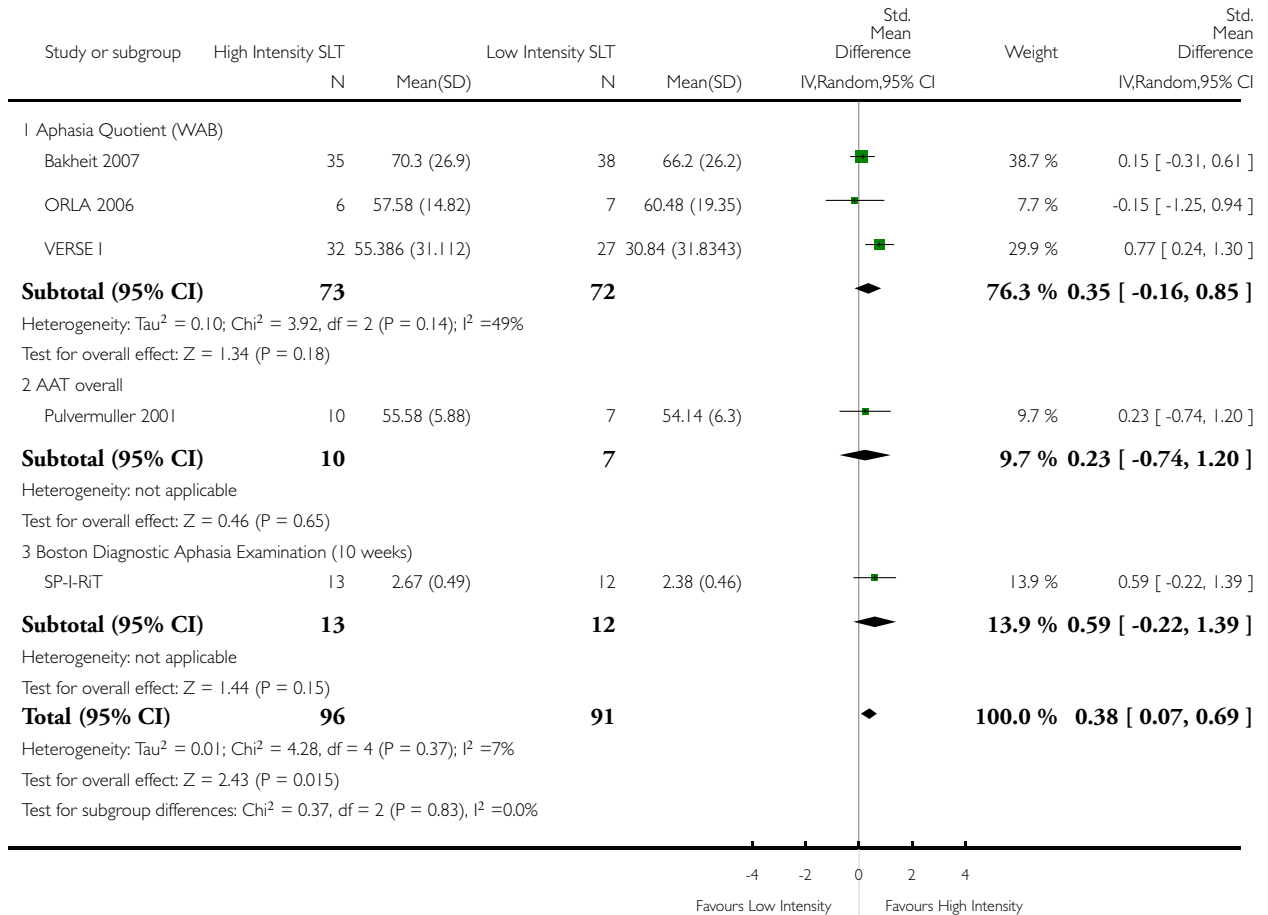 Std. Mean Difference Std. Mean Difference
Study or subgroup High Intensity SLT Low Intensity SLT Weight
N Mean(SD) N Mean(SD) IV,Random,95% CI IV,Random,95% CI
1 Aphasia Quotient (WAB)
Bakheit 2007 35 70.3 (26.9) 38 66.2 (26.2) 38.7 % 0.15 [ -0.31, 0.61 ]
ORLA 2006 6 57.58 (14.82) 7 60.48 (19.35) 7.7 % -0.15 [ -1.25, 0.94 ]
VERSE I 32 55.386 (31.112) 27 30.84 (31.8343) 29.9 % 0.77 [ 0.24, 1.30 ]
Subtotal (95% CI) 73 72 76.3 % 0.35 [ -0.16, 0.85 ]
Heterogeneity: Tau² = 0.10; Chi² = 3.92, df = 2 (P = 0.14); I² =49%
Test for overall effect: Z = 1.34 (P = 0.18)
2 AAT overall
Pulvermuller 2001 10 55.58 (5.88) 7 54.14 (6.3) 9.7 % 0.23 [ -0.74, 1.20 ]
Subtotal (95% CI) 10 7 9.7 % 0.23 [ -0.74, 1.20 ]
Heterogeneity: not applicable
Test for overall effect: Z = 0.46 (P = 0.65)
3 Boston Diagnostic Aphasia Examination (10 weeks)
SP-I-RiT 13 2.67 (0.49) 12 2.38 (0.46) 13.9 % 0.59 [ -0.22, 1.39 ]
Subtotal (95% CI) 13 12 13.9 % 0.59 [ -0.22, 1.39 ]
Heterogeneity: not applicable
Test for overall effect: Z = 1.44 (P = 0.15)
Total (95% CI) 96 91 100.0 % 0.38 [ 0.07, 0.69 ]
Heterogeneity: Tau² = 0.01; Chi² = 4.28, df = 4 (P = 0.37); I² =7%
Test for overall effect: Z = 2.43 (P = 0.015)
Test for subgroup differences: Chi² = 0.37, df = 2 (P = 0.83), I² =0.0%
-4 -2 0 2 4
Favours Low Intensity Favours High Intensity